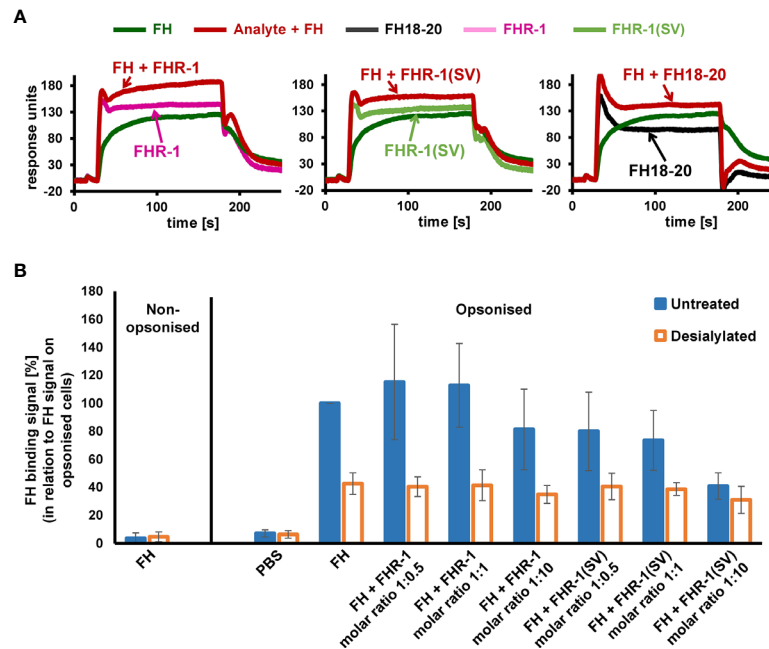 A
FH
Analyte + FH
FH18-20
FHR-1
FHR-1(SV)
response units
180
130
80
30
-20
FH + FHR-1
FHR-1
0 100 200
time [s]
180
130
80
30
-20
FH + FHR-1(SV)
FHR-1(SV)
0 100 200
time [s]
180
130
80
30
-20
FH + FH18-20
FH18-20
0 100 200
time [s]
B
FH binding signal [%]
(in relation to FH signal on
opsonised cells)
180
160
140
120
100
80
60
40
20
0
Non-
opsonised
Opsonised
Untreated
Desialylated
FH
PBS
FH
FH + FHR-1
molar ratio 1:0.5
FH + FHR-1
molar ratio 1:1
FH + FHR-1
molar ratio 1:10
FH + FHR-1(SV)
molar ratio 1:0.5
FH + FHR-1(SV)
molar ratio 1:1
FH + FHR-1(SV)
molar ratio 1:10